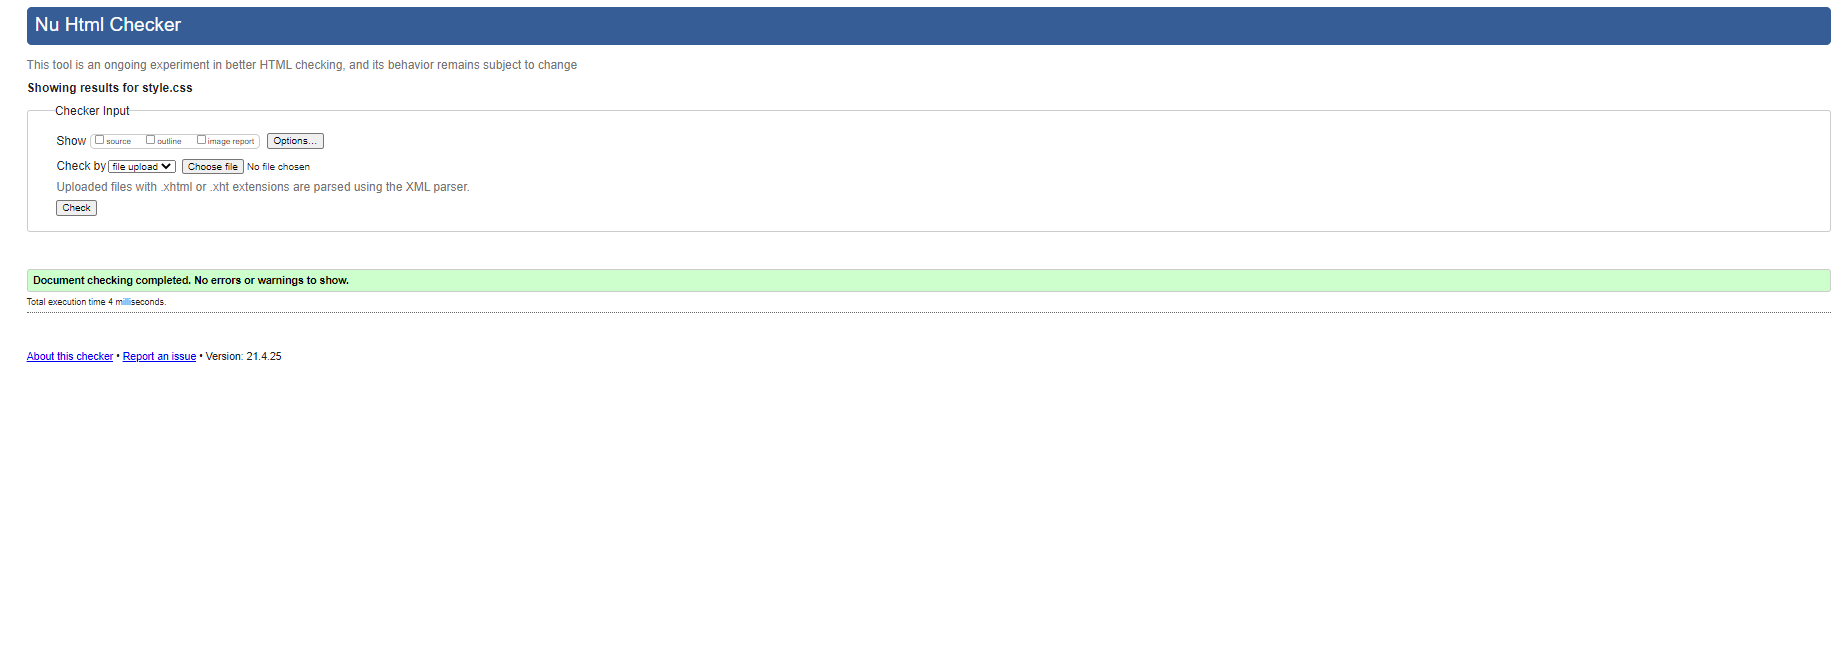 Nu Html Checker
This tool is an ongoing experiment in better HTML checking, and its behavior remains subject to change
Showing results for style.css
Checker Input
Show source outline image report Options...
Check by file upload Choose file No file chosen
Uploaded files with .xhtml or .xht extensions are parsed using the XML parser.
Check
Document checking completed. No errors or warnings to show.
Total execution time 4 milliseconds.
About this checker • Report an issue • Version: 21.4.25